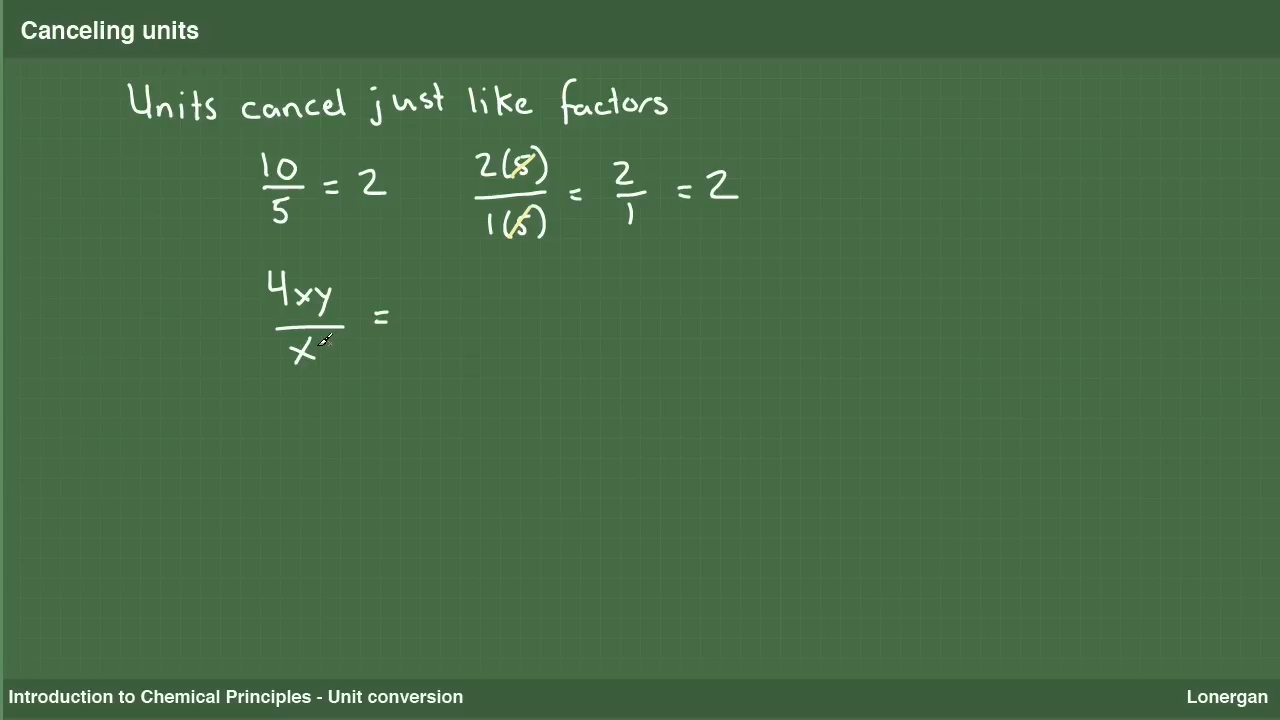 Canceling units
Units cancel just like factors
10/5 = 2 2(5)/1(5) = 2/1 = 2
4xy/x =
Introduction to Chemical Principles - Unit conversion Lonergan